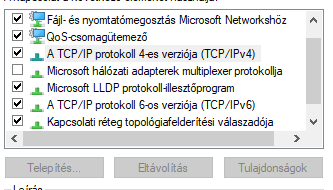 Fájl- és nyomtatómegosztás Microsoft Networkshöz
QoS-csomagütemező
A TCP/IP protokoll 4-es verziója (TCP/IPv4)
Microsoft hálózati adapterek multiplexer protokollja
Microsoft LLDP protokoll-illesztőprogram
A TCP/IP protokoll 6-os verziója (TCP/IPv6)
Kapcsolati réteg topológiafelderítési válaszadója
Telepítés... Eltávolítás Tulajdonságok
Leírás